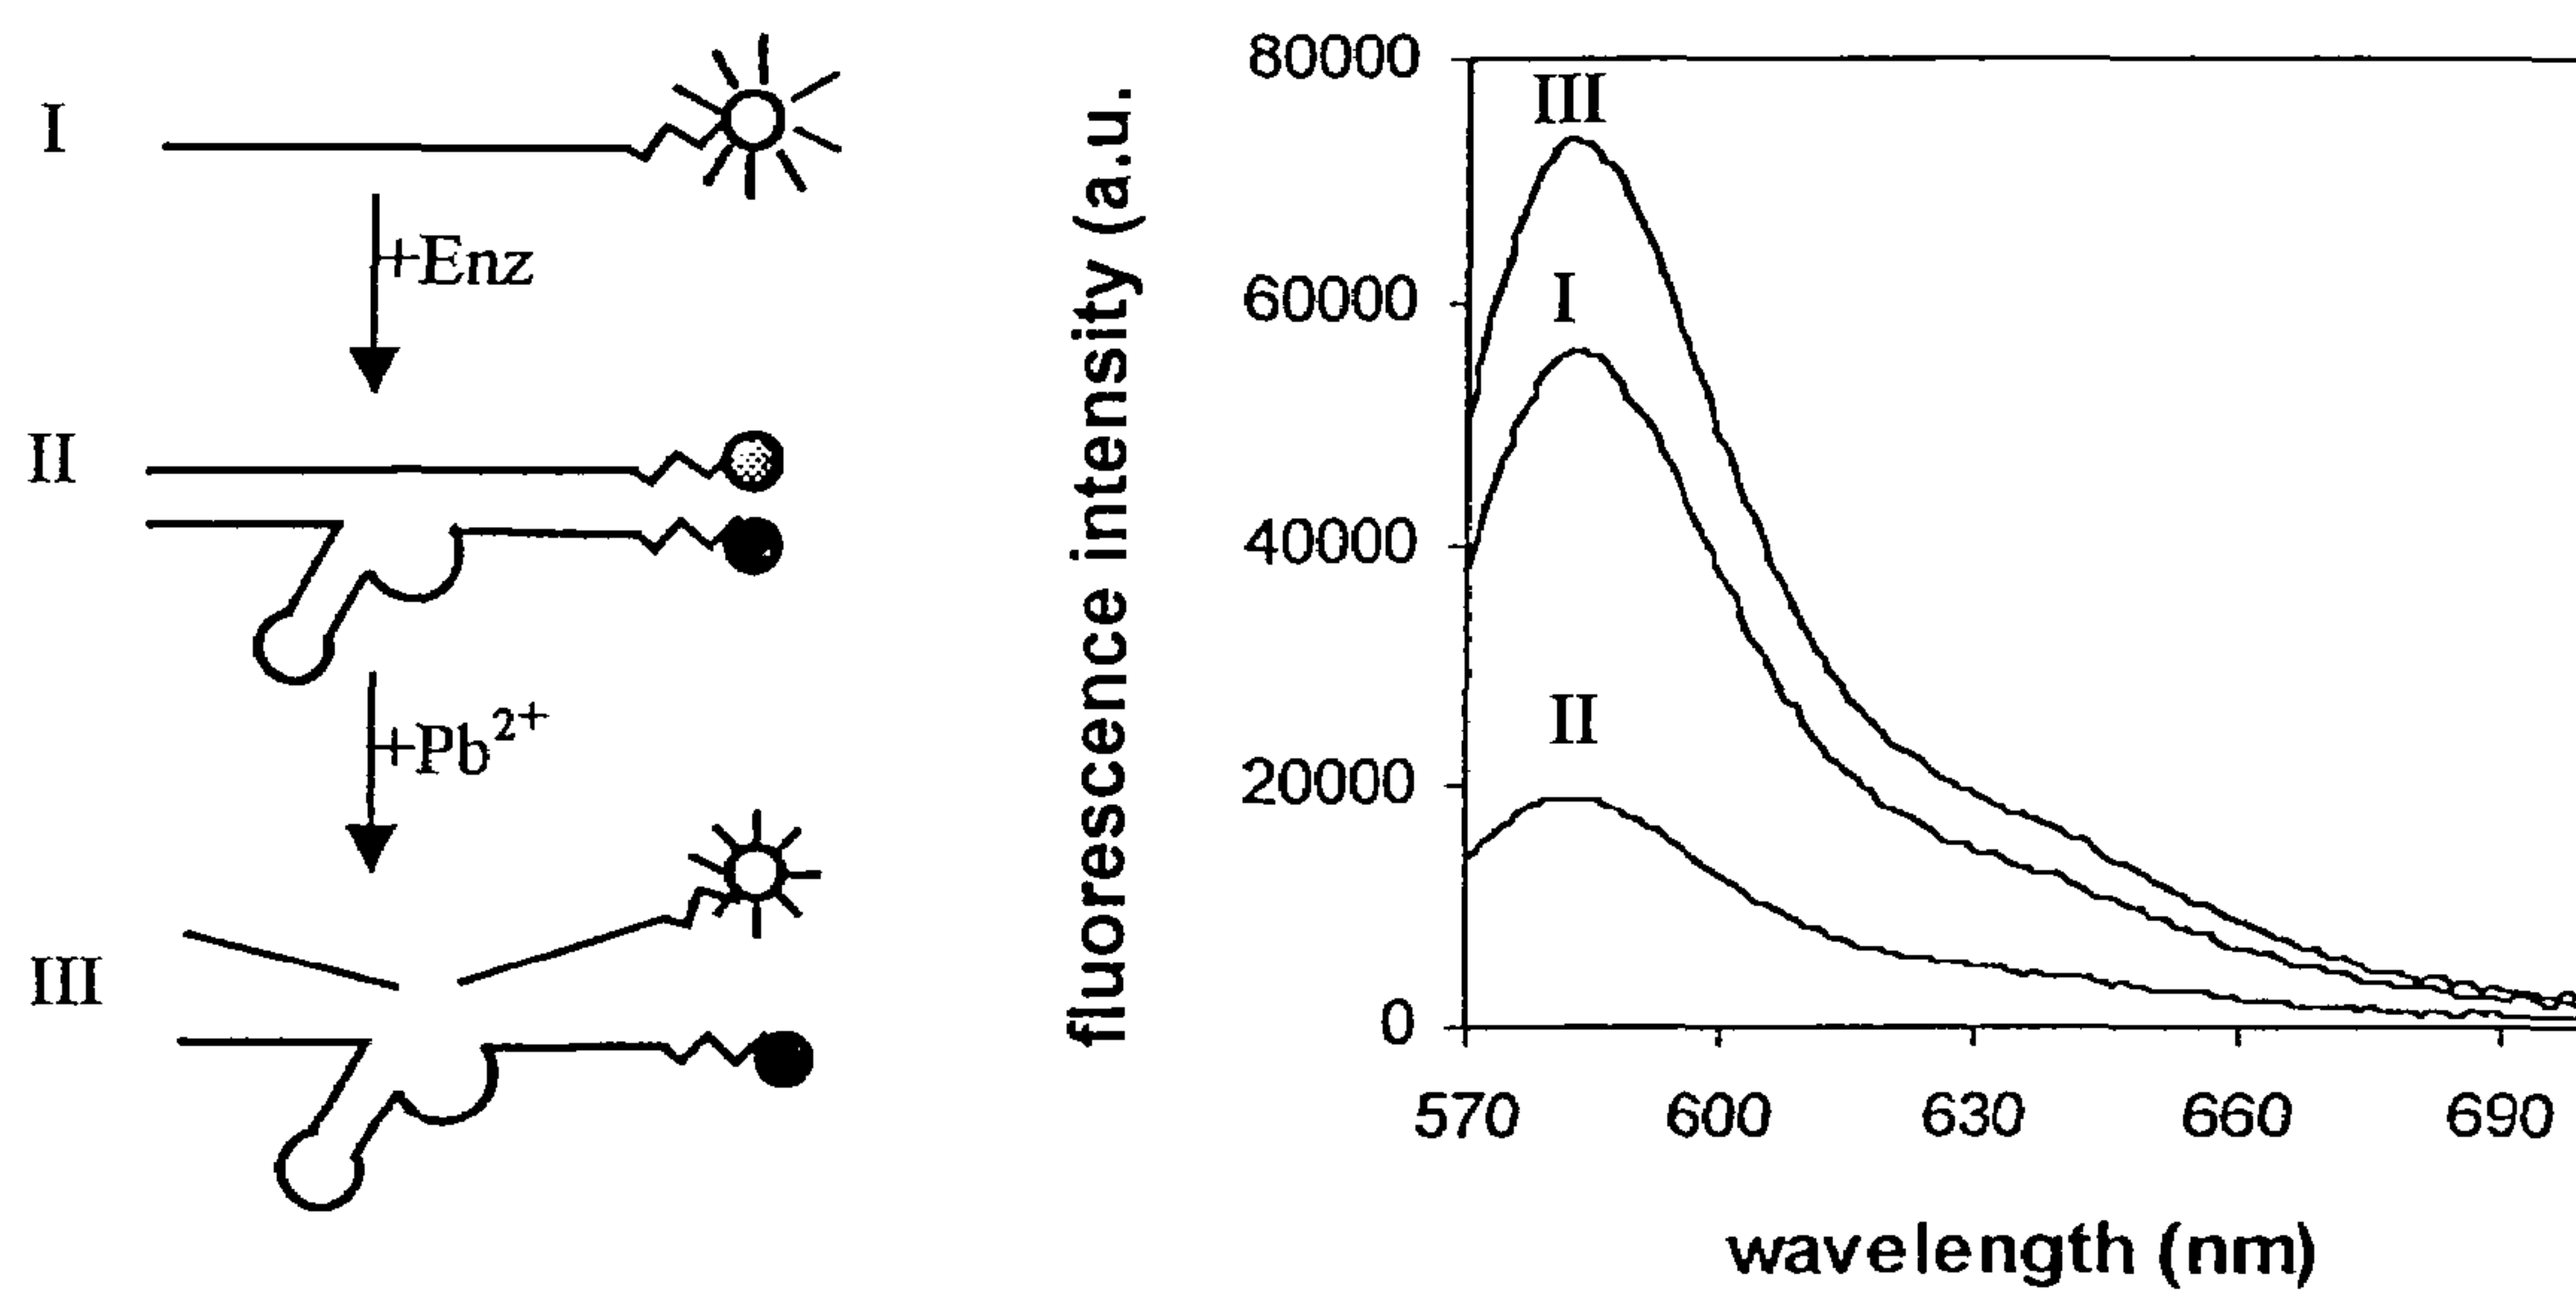 I
+Enz
II
+Pb²⁺
III
fluorescence intensity (a.u.
80000
60000
40000
20000
0
III
I
II
570 600 630 660 690
wavelength (nm)